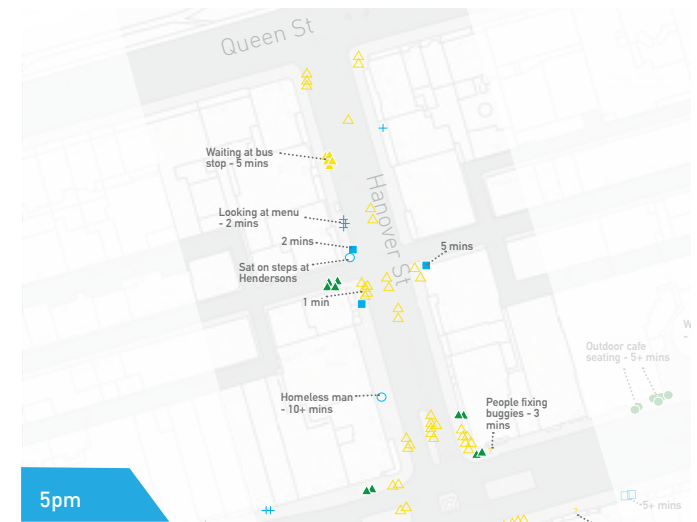 Queen St
Waiting at bus
stop - 5 mins
Hanover St
Looking at menu
- 2 mins
2 mins
5 mins
Sat on steps at
Hendersons
1 min
Outdoor cafe
seating - 5+ mins
W
-
Homeless man
- 10+ mins
People fixing
buggies - 3
mins
5pm
5+ mins